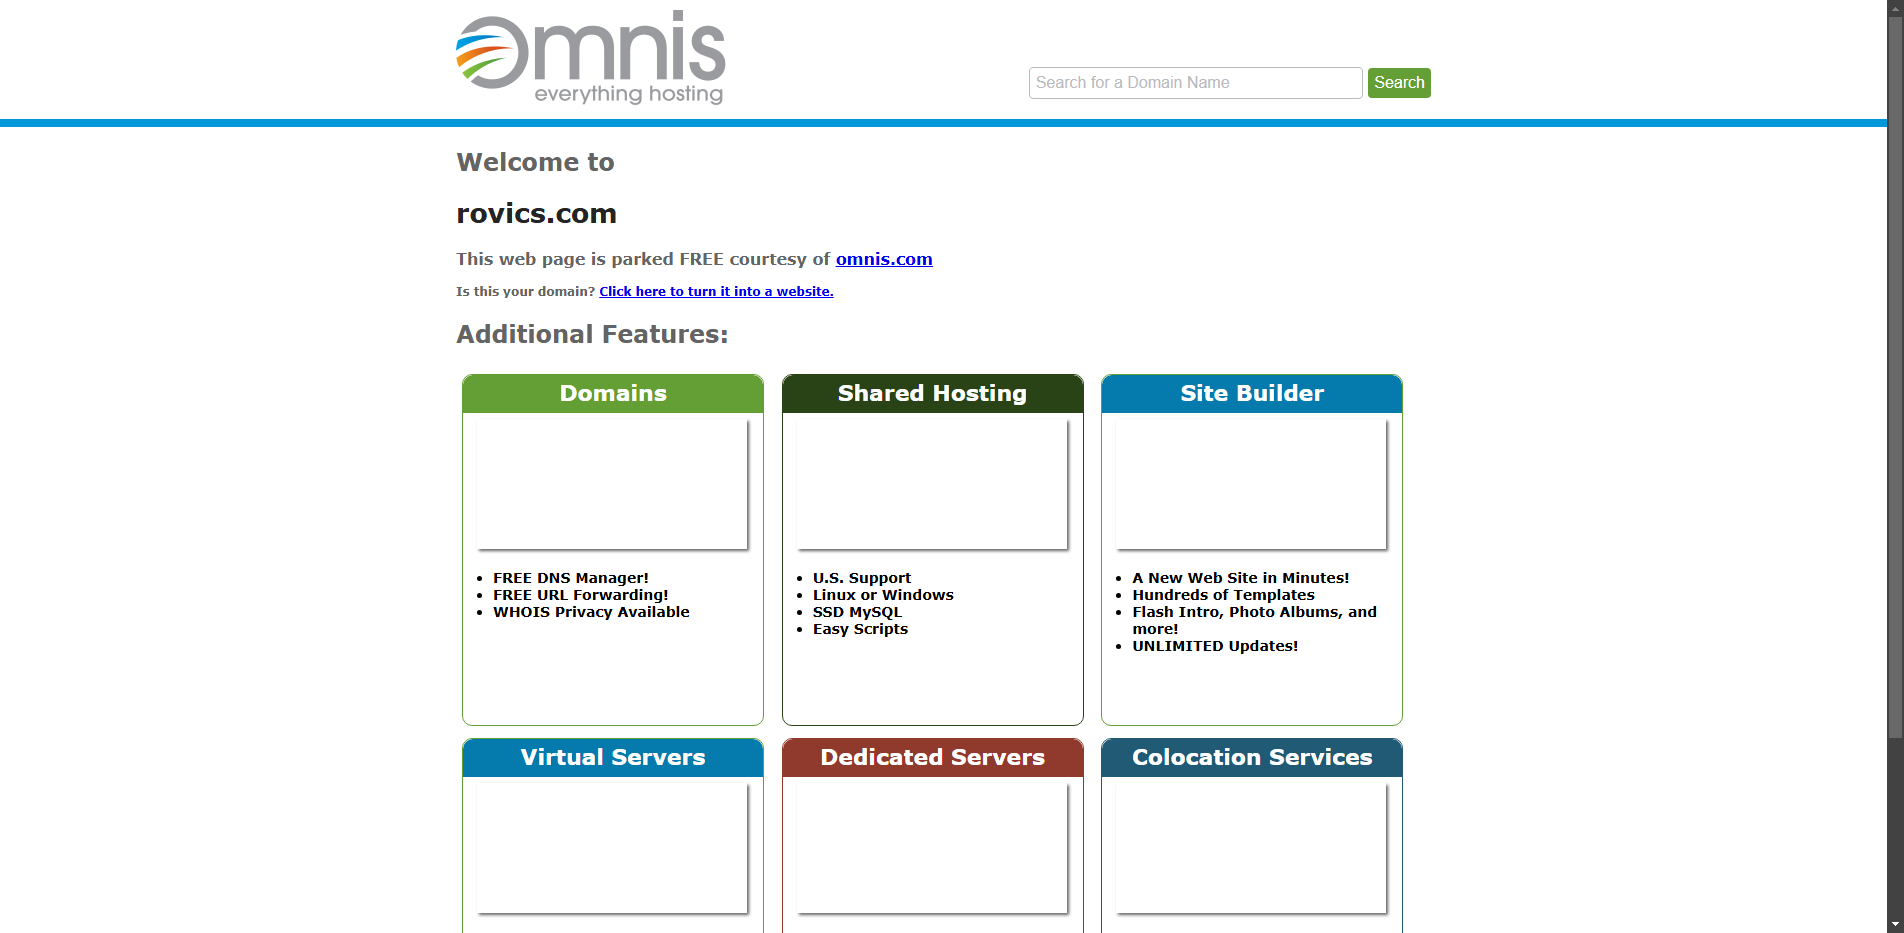 Omnis
everything hosting
Search for a Domain Name
Search
Welcome to
rovics.com
This web page is parked FREE courtesy of omnis.com
Is this your domain? Click here to turn it into a website.
Additional Features:
Domains
FREE DNS Manager!
FREE URL Forwarding!
WHOIS Privacy Available
Shared Hosting
U.S. Support
Linux or Windows
SSD MySQL
Easy Scripts
Site Builder
A New Web Site in Minutes!
Hundreds of Templates
Flash Intro, Photo Albums, and
more!
UNLIMITED Updates!
Virtual Servers
Dedicated Servers
Colocation Services